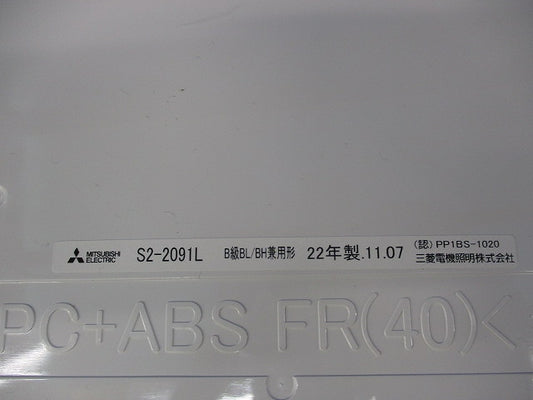 MITSUBISHI
ELECTRIC
S2-2091L B級BL/BH兼用形 22年製.11.07
(認) PP1BS-1020
三菱電機照明株式会社
PC+ABS FR(40)<